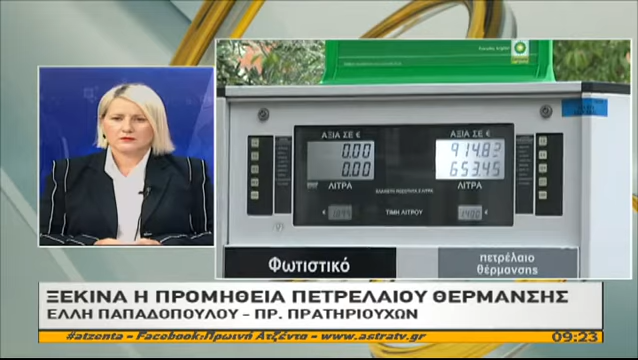 ΑΞΙΑ ΣΕ €
0.00
0.00
ΛΙΤΡΑ
ΑΞΙΑ ΣΕ €
914.83
653.45
ΛΙΤΡΑ
ΤΙΜΗ ΛΙΤΡΟΥ
€
1400 €
Φωτιστικό
πετρέλαιο
θέρμανσης
ΞΕΚΙΝΑ Η ΠΡΟΜΗΘΕΙΑ ΠΕΤΡΕΛΑΙΟΥ ΘΕΡΜΑΝΣΗΣ
ΕΛΛΗ ΠΑΠΑΔΟΠΟΥΛΟΥ - ΠΡ. ΠΡΑΤΗΡΙΟΥΧΩΝ
#atzenta - Facebook:Πρωινή Ατζέντα - www.astratv.gr
09:23